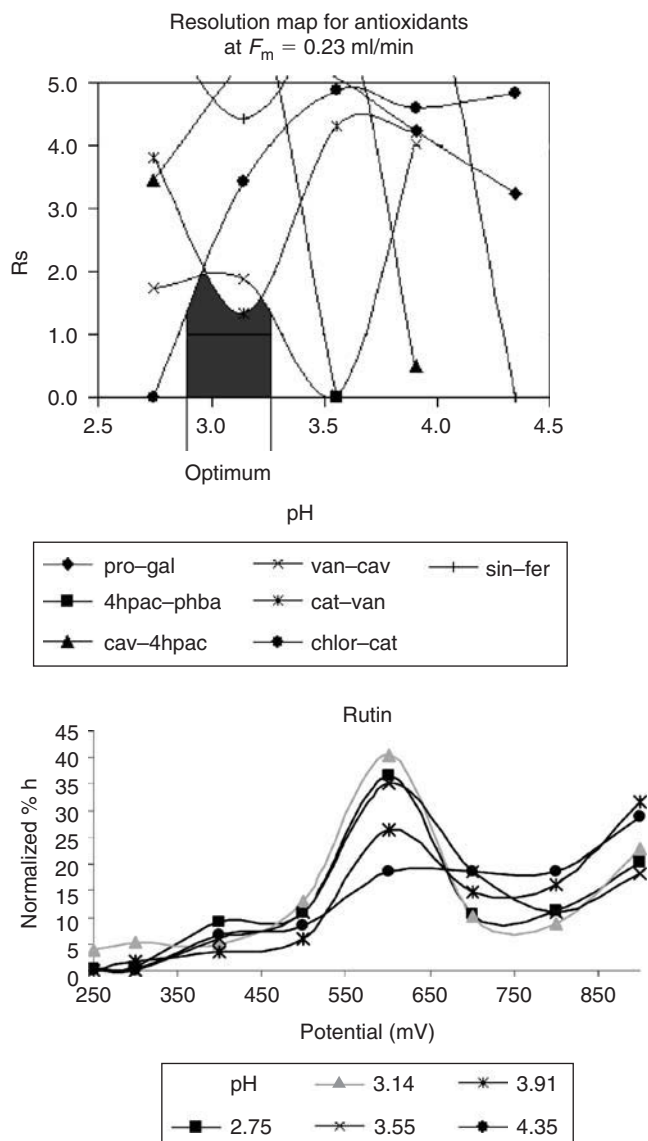 Resolution map for antioxidants
at Fm = 0.23 ml/min
5.0
4.0
3.0
2.0
1.0
0.0
Rs
2.5 3.0 3.5 4.0 4.5
Optimum
pH
pro–gal van–cav sin–fer
4hpac–phba cat–van
cav–4hpac chlor–cat
Rutin
45
40
35
30
25
20
15
10
5
0
Normalized % h
250 350 450 550 650 750 850
Potential (mV)
pH 3.14 3.91
2.75 3.55 4.35